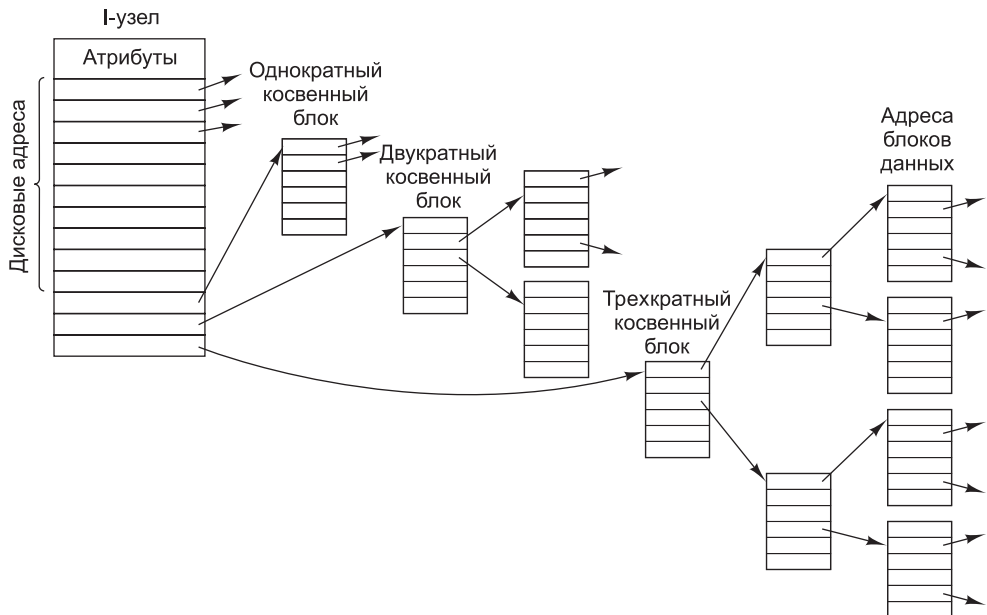 I-узел
Атрибуты
Дисковые адреса
Однократный
косвенный
блок
Двукратный
косвенный
блок
Трехкратный
косвенный
блок
Адреса
блоков
данных